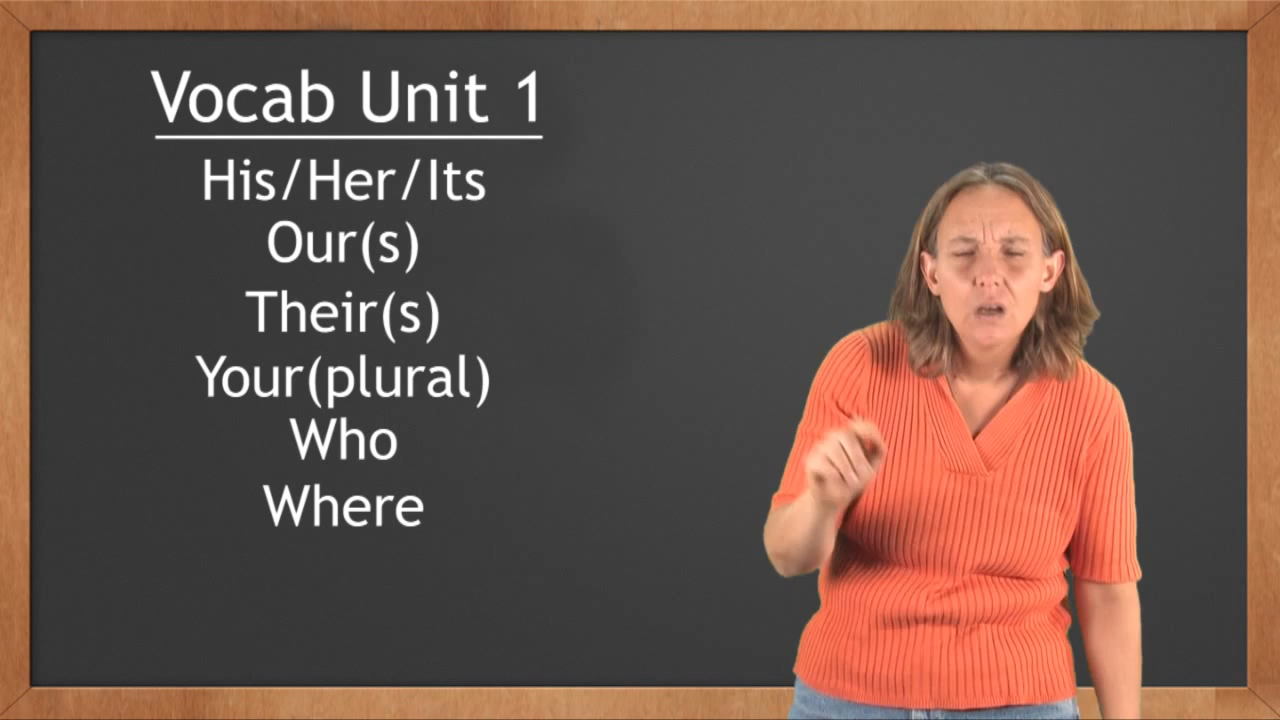 Vocab Unit 1
His/Her/Its
Our(s)
Their(s)
Your(plural)
Who
Where